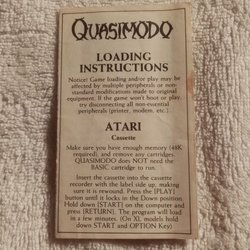 QUASIMODO
LOADING
INSTRUCTIONS
Notice! Game loading and/or play may be
affected by multiple peripherals or non-
standard modifications made to original
equipment. If the game won't boot or play,
try disconnecting all non-essential
peripherals (printer, modem, etc.).
ATARI
Cassette
Make sure you have enough memory (48K
required), and remove any cartridges.
QUASIMODO does NOT need the
BASIC cartridge to run.
Insert the cassette into the cassette
recorder with the label side up, making
sure it is rewound. Press the [PLAY]
button until it locks in the Down position.
Hold down [START] on the computer and
press [RETURN]. The program will load
in a few minutes. (On XL models hold
down START and OPTION Key)